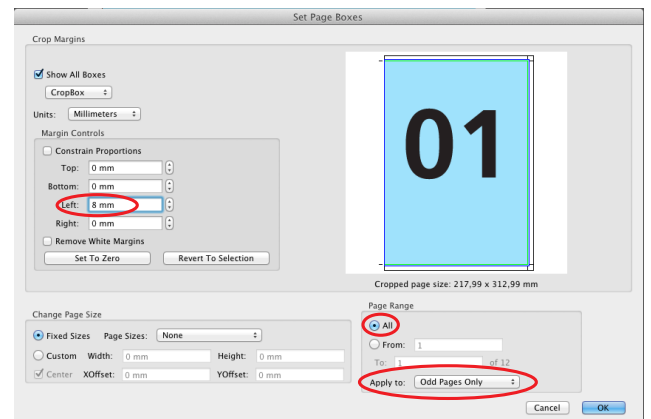 Set Page Boxes
Crop Margins
Show All Boxes
CropBox
Units: Millimeters
Margin Controls
Constrain Proportions
Top: 0 mm
Bottom: 0 mm
Left: 8 mm
Right: 0 mm
Remove White Margins
Set To Zero Revert To Selection
01
Cropped page size: 217,99 x 312,99 mm
Change Page Size
Fixed Sizes Page Sizes: None
Custom Width: 0 mm Height: 0 mm
Center XOffset: 0 mm YOffset: 0 mm
Page Range
All
From: 1
To: 1 of 12
Apply to: Odd Pages Only
Cancel OK